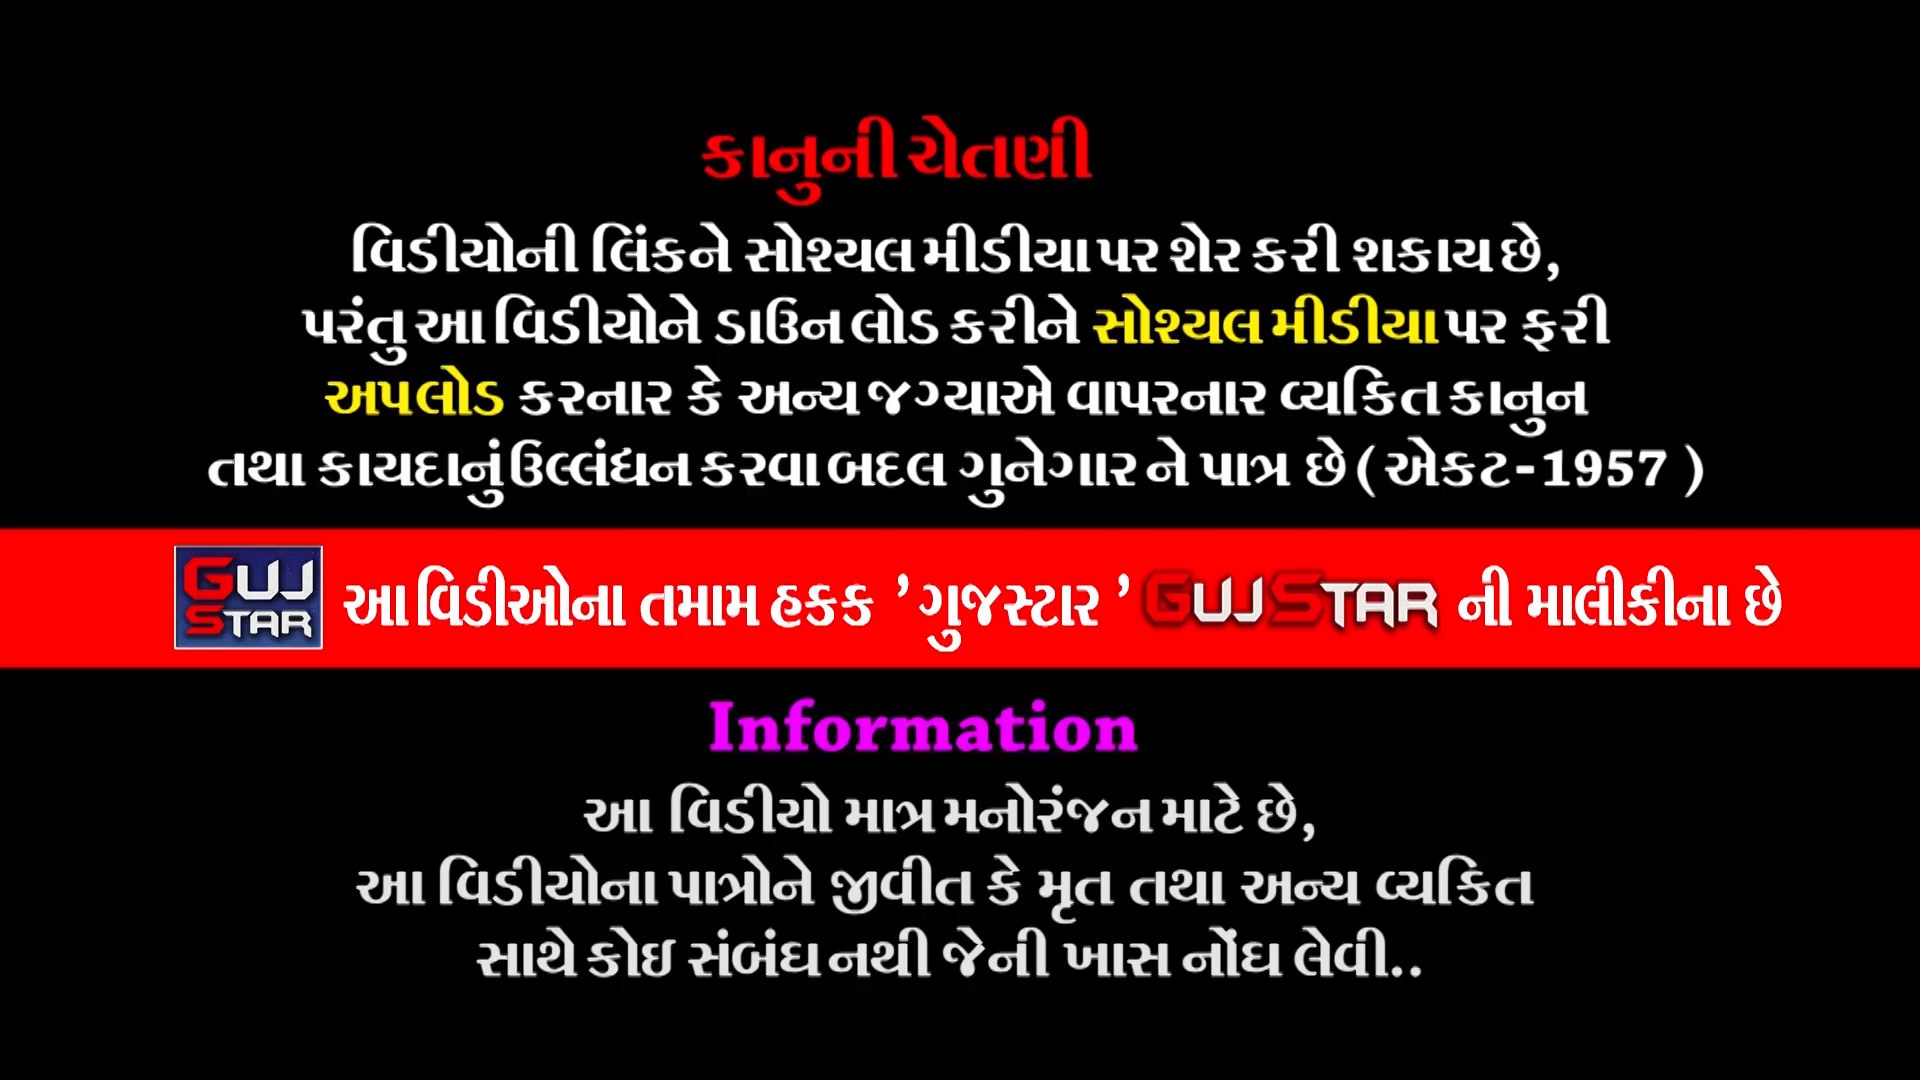 કાનુની ચેતણી
વિડીયોની લિંકને સોશ્યલ મીડીયા પર શેર કરી શકાય છે,
પરંતુ આ વિડીયોને ડાઉન લોડ કરીને સોશ્યલ મીડીયા પર ફરી
અપલોડ કરનાર કે અન્ય જગ્યાએ વાપરનાર વ્યકિત કાનુન
તથા કાયદાનું ઉલ્લંઘન કરવા બદલ ગુનેગાર ને પાત્ર છે ( એકટ-1957 )
GUJ STAR આ વિડીઓના તમામ હકક ’ ગુજસ્ટાર ’ GUJ STAR ની માલીકીના છે
Information
આ વિડીયો માત્ર મનોરંજન માટે છે,
આ વિડીયોના પાત્રોને જીવીત કે મૃત તથા અન્ય વ્યકિત
સાથે કોઇ સંબંધ નથી જેની ખાસ નોંધ લેવી..